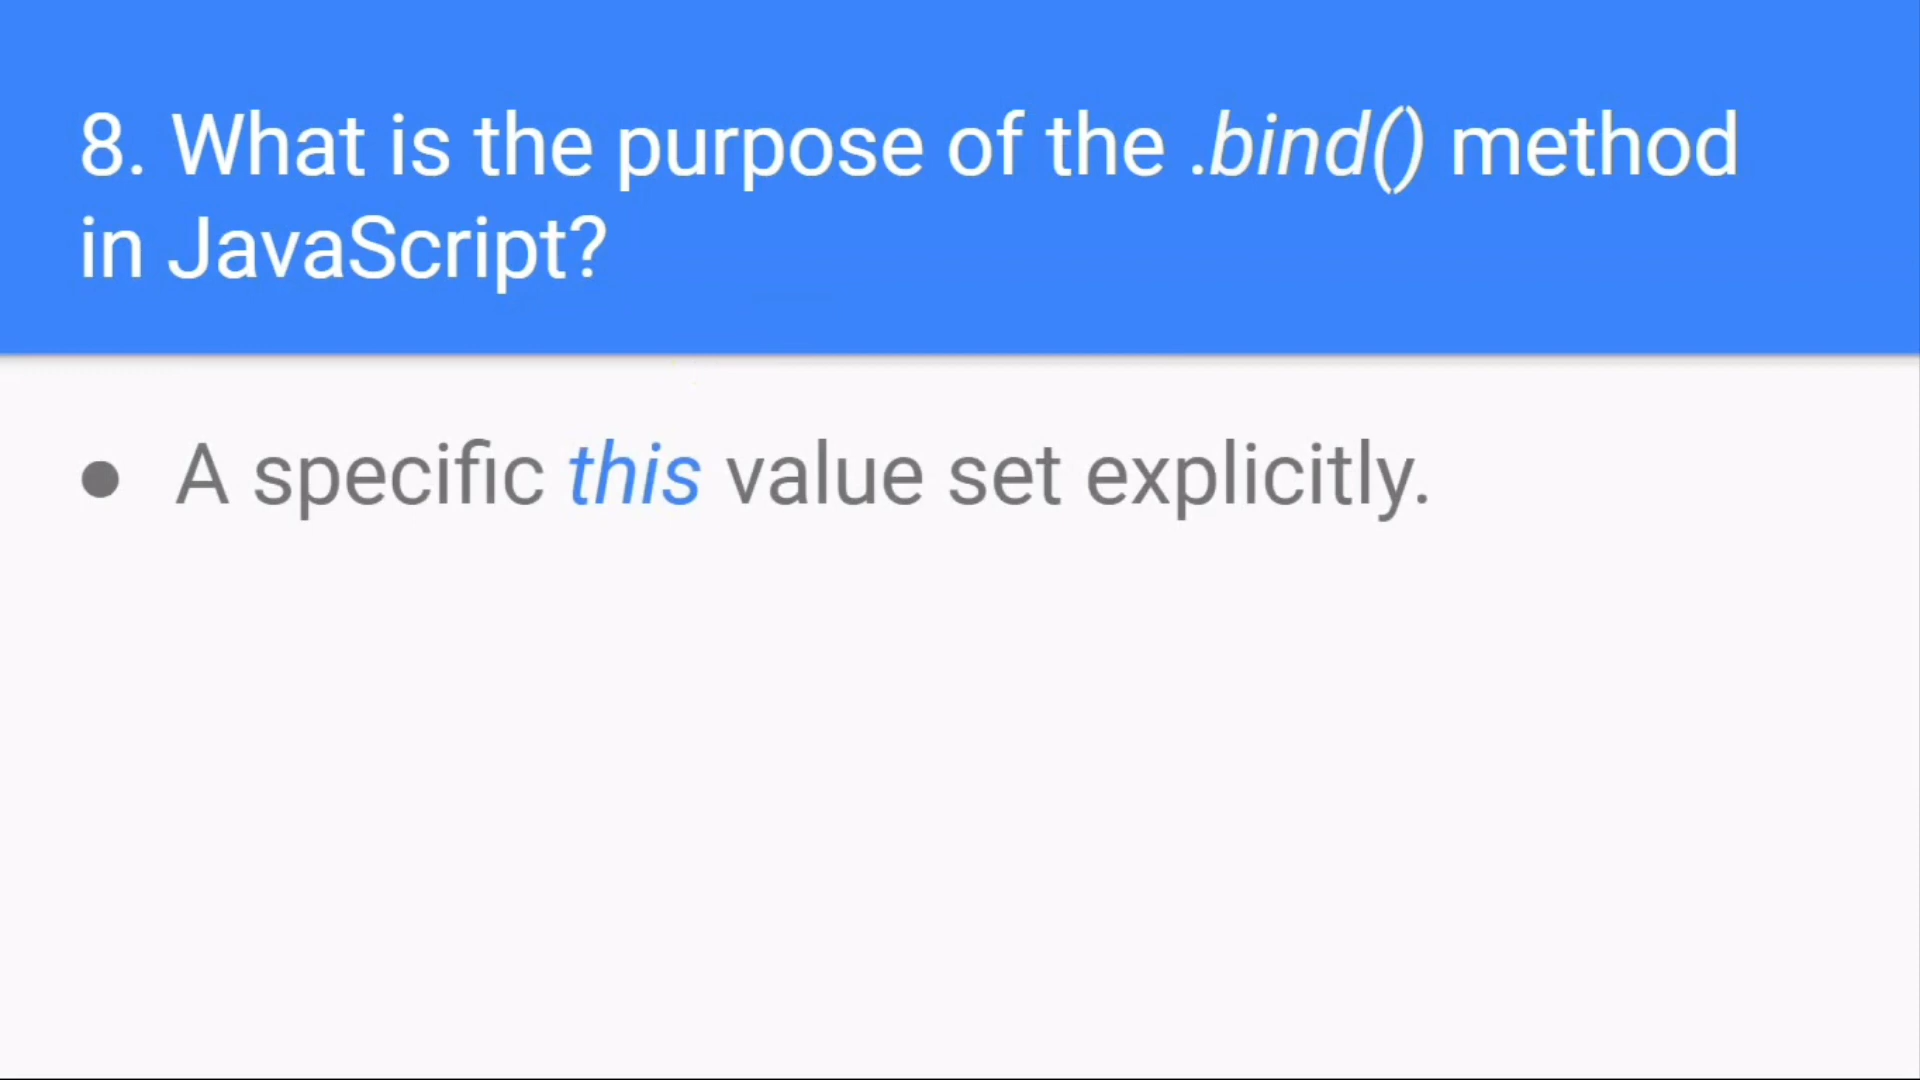 8. What is the purpose of the .bind() method
in JavaScript?
● A specific this value set explicitly.